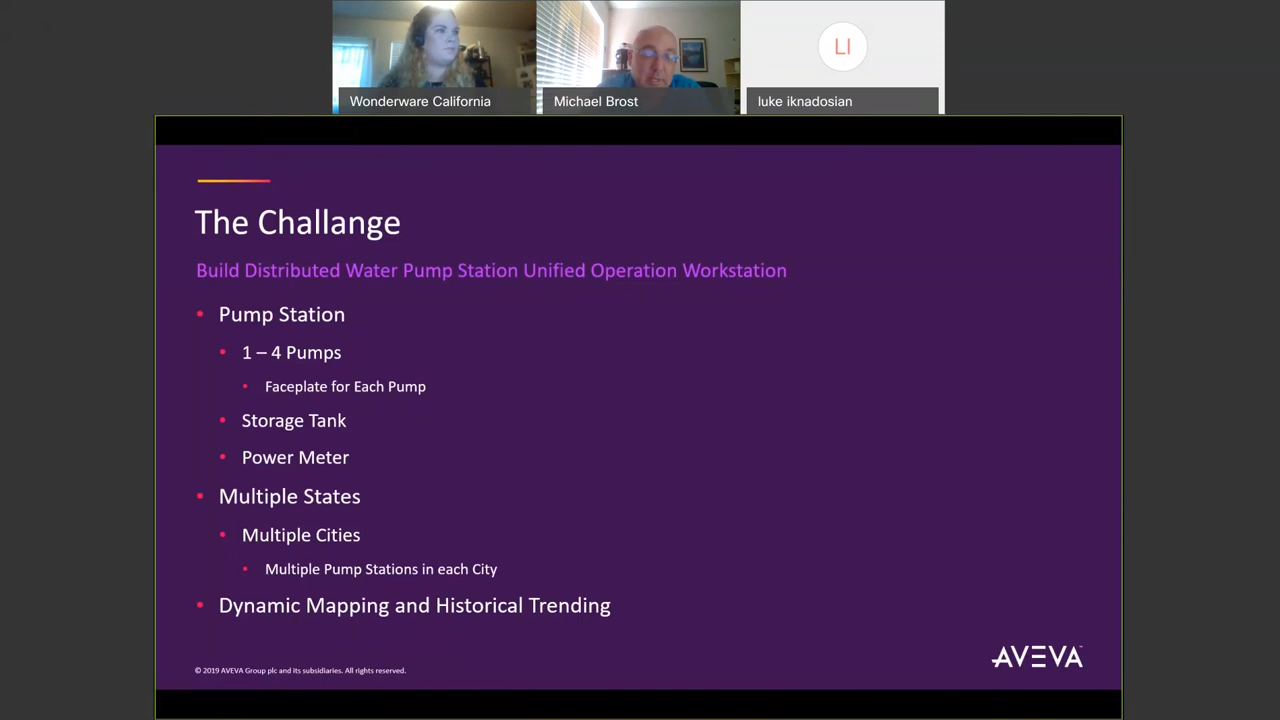 Wonderware California
Michael Brost
LI
luke iknadosian
The Challange
Build Distributed Water Pump Station Unified Operation Workstation
• Pump Station
• 1 – 4 Pumps
• Faceplate for Each Pump
• Storage Tank
• Power Meter
• Multiple States
• Multiple Cities
• Multiple Pump Stations in each City
• Dynamic Mapping and Historical Trending
© 2019 AVEVA Group plc and its subsidiaries. All rights reserved.
AVEVA